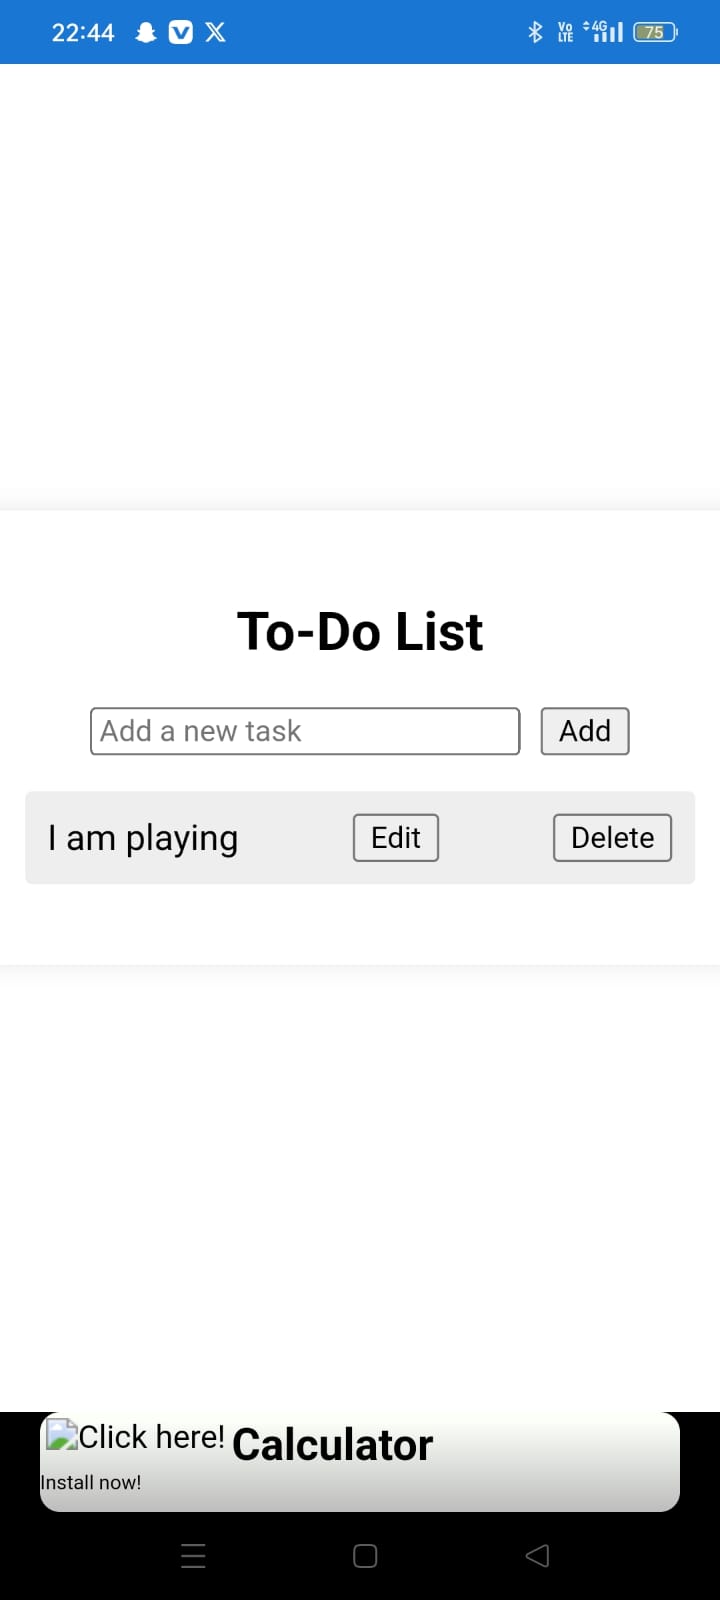 22:44 X Vo LTE 4G 75
To-Do List
Add a new task Add
I am playing Edit Delete
Click here! Calculator
Install now!